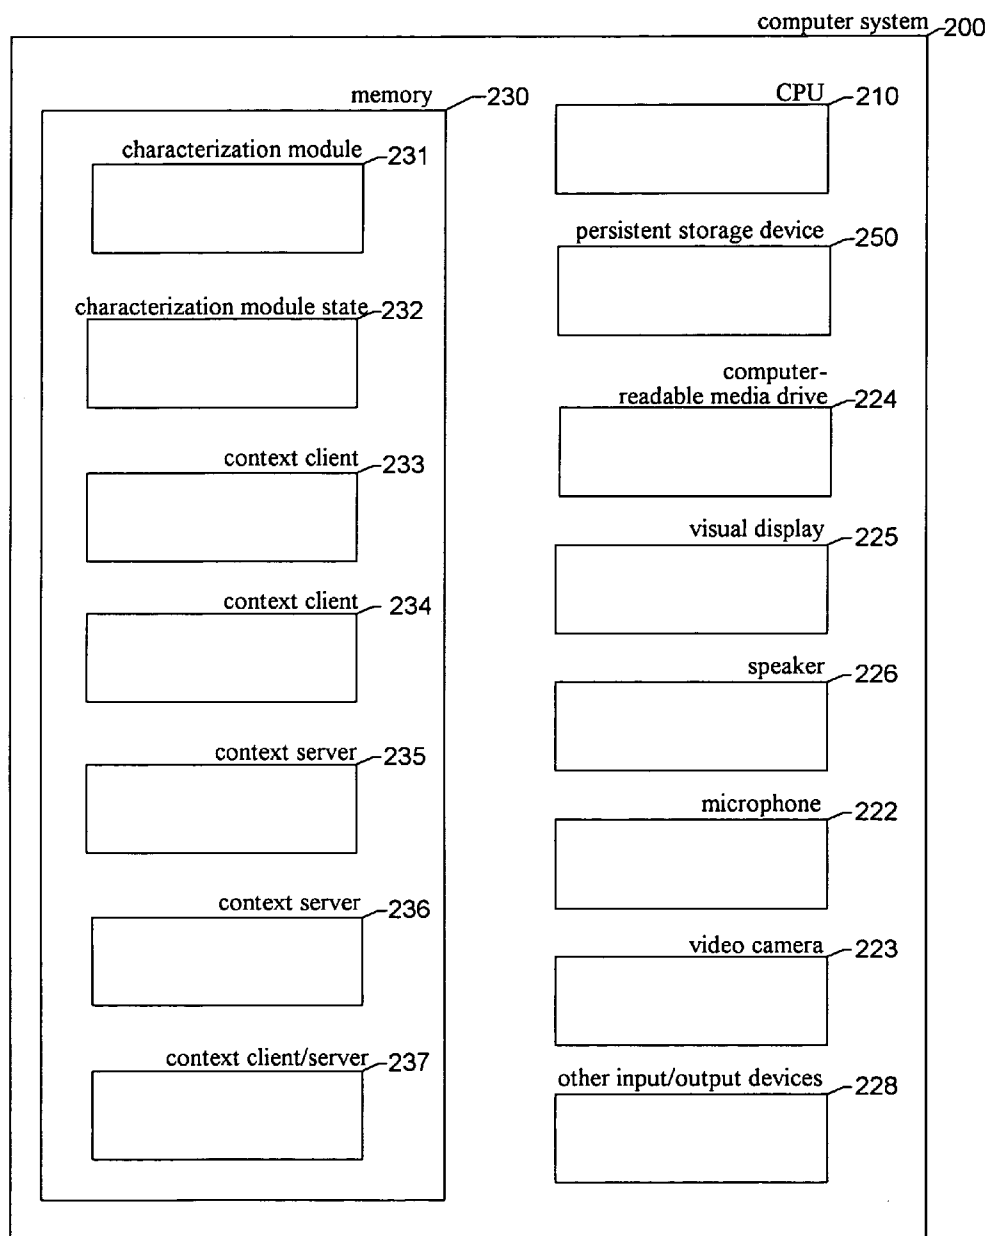 computer system 200
memory 230
characterization module 231
characterization module state 232
context client 233
context client 234
context server 235
context server 236
context client/server 237
CPU 210
persistent storage device 250
computer-
readable media drive 224
visual display 225
speaker 226
microphone 222
video camera 223
other input/output devices 228